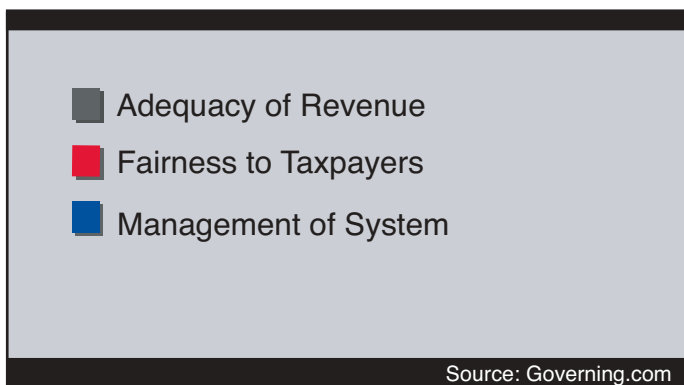 Adequacy of Revenue
Fairness to Taxpayers
Management of System
Source: Governing.com